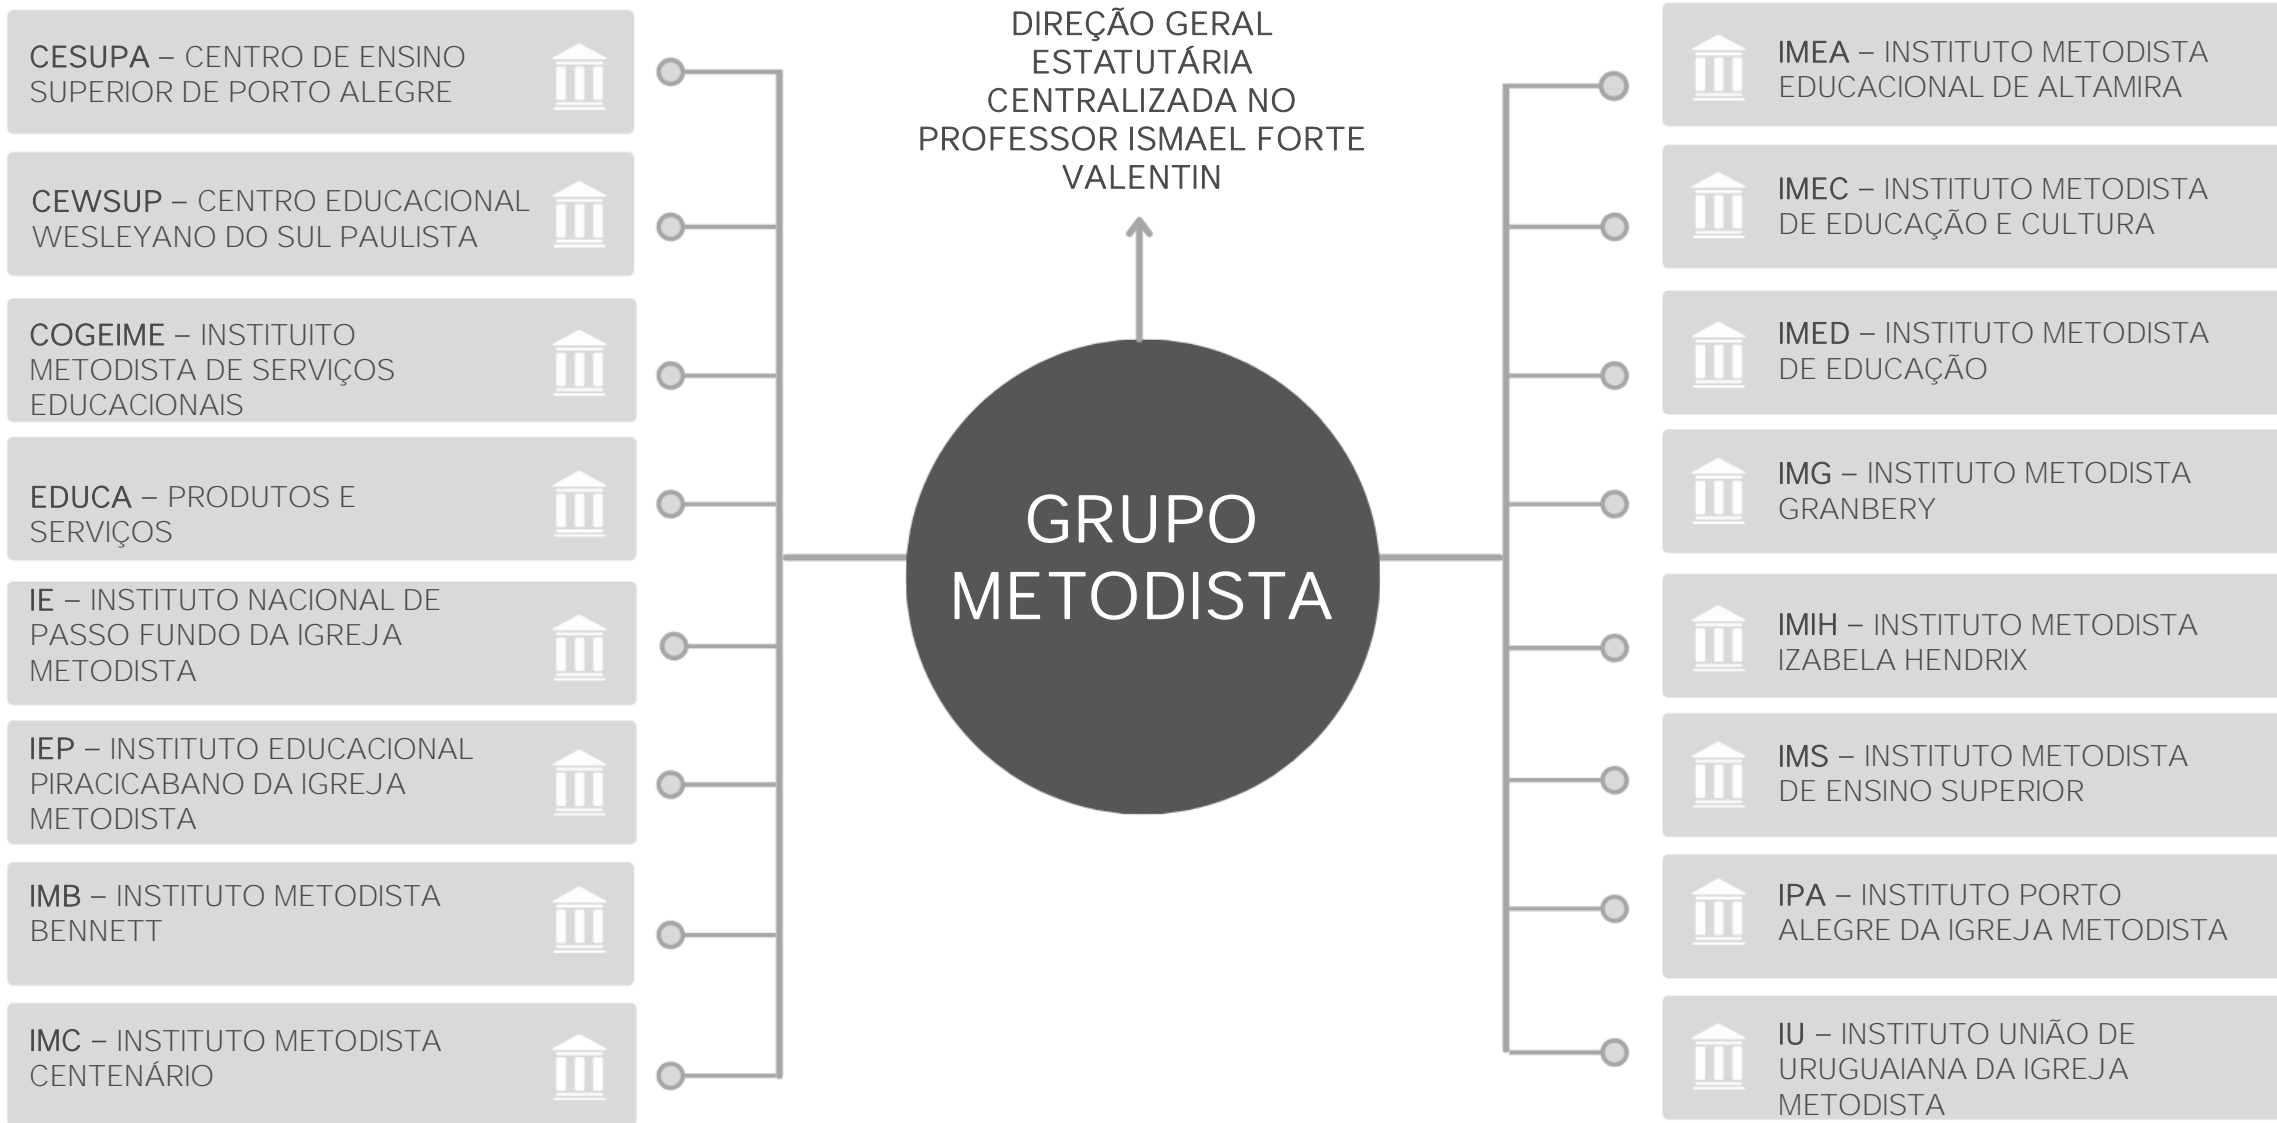 CESUPA – CENTRO DE ENSINO
SUPERIOR DE PORTO ALEGRE
CEWSUP – CENTRO EDUCACIONAL
WESLEYANO DO SUL PAULISTA
COGEIME – INSTITUITO
METODISTA DE SERVIÇOS
EDUCACIONAIS
EDUCA – PRODUTOS E
SERVIÇOS
IE – INSTITUTO NACIONAL DE
PASSO FUNDO DA IGREJA
METODISTA
IEP – INSTITUTO EDUCACIONAL
PIRACICABANO DA IGREJA
METODISTA
IMB – INSTITUTO METODISTA
BENNETT
IMC – INSTITUTO METODISTA
CENTENÁRIO
DIREÇÃO GERAL
ESTATUTÁRIA
CENTRALIZADA NO
PROFESSOR ISMAEL FORTE
VALENTIN
GRUPO
METODISTA
IMEA – INSTITUTO METODISTA
EDUCACIONAL DE ALTAMIRA
IMEC – INSTITUTO METODISTA
DE EDUCAÇÃO E CULTURA
IMED – INSTITUTO METODISTA
DE EDUCAÇÃO
IMG – INSTITUTO METODISTA
GRANBERY
IMIH – INSTITUTO METODISTA
IZABELA HENDRIX
IMS – INSTITUTO METODISTA
DE ENSINO SUPERIOR
IPA – INSTITUTO PORTO
ALEGRE DA IGREJA METODISTA
IU – INSTITUTO UNIÃO DE
URUGUAIANA DA IGREJA
METODISTA